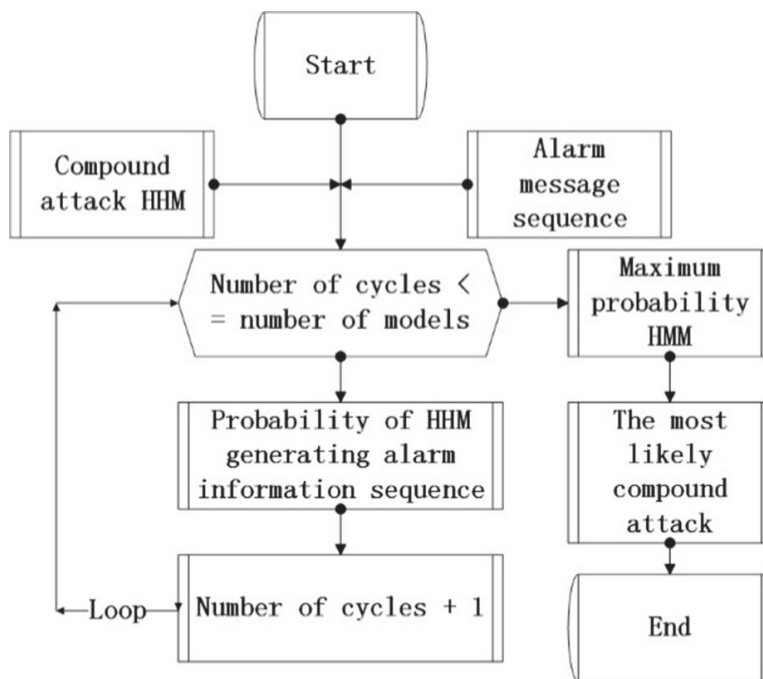 Start
Compound
attack HHM
Alarm
message
sequence
Number of cycles <
= number of models
Maximum
probability
HMM
Probability of HHM
generating alarm
information sequence
The most
likely
compound
attack
Loop
Number of cycles + 1
End